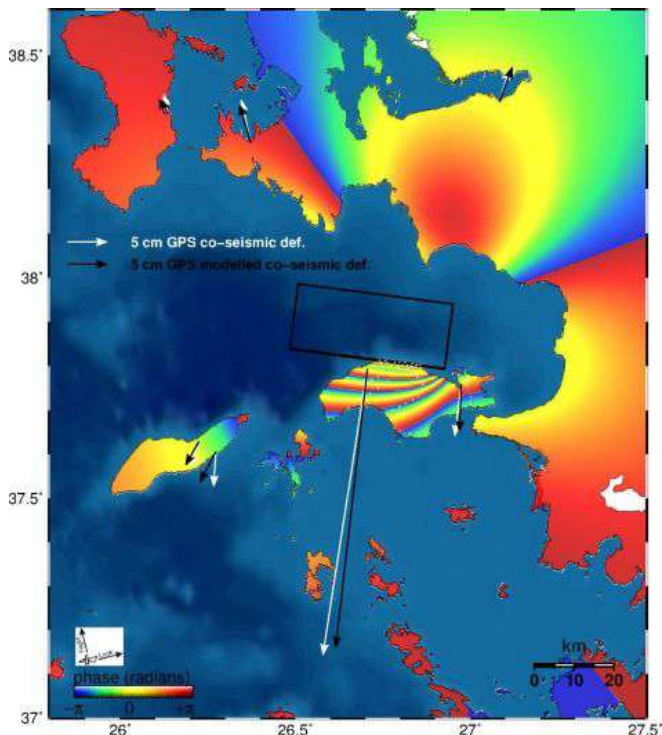 38.5°
38°
37.5°
37°
5 cm GPS co-seismic def.
5 cm GPS modelled co-seismic def.
phase (radians)
−π 0 +π
km
0 10 20
26° 26.5° 27° 27.5°